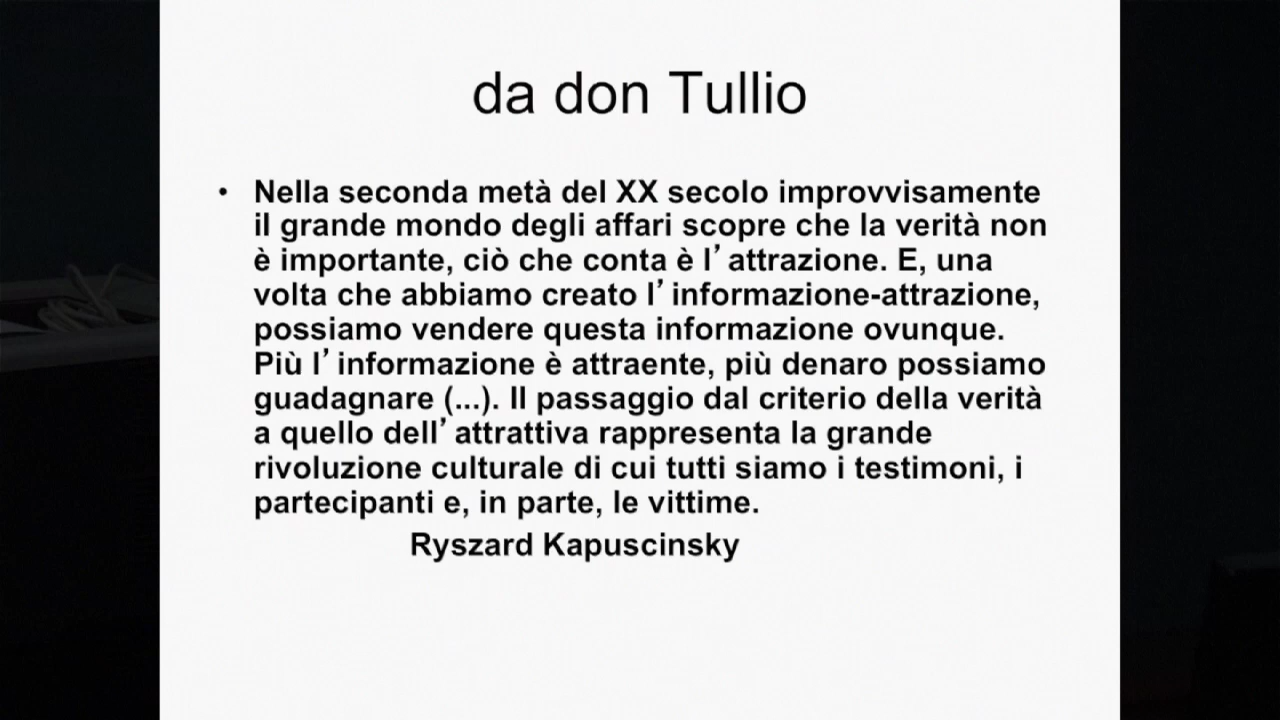 da don Tullio
• Nella seconda metà del XX secolo improvvisamente
il grande mondo degli affari scopre che la verità non
è importante, ciò che conta è l’attrazione. E, una
volta che abbiamo creato l’informazione-attrazione,
possiamo vendere questa informazione ovunque.
Più l’informazione è attraente, più denaro possiamo
guadagnare (...). Il passaggio dal criterio della verità
a quello dell’attrattiva rappresenta la grande
rivoluzione culturale di cui tutti siamo i testimoni, i
partecipanti e, in parte, le vittime.
Ryszard Kapuscinsky